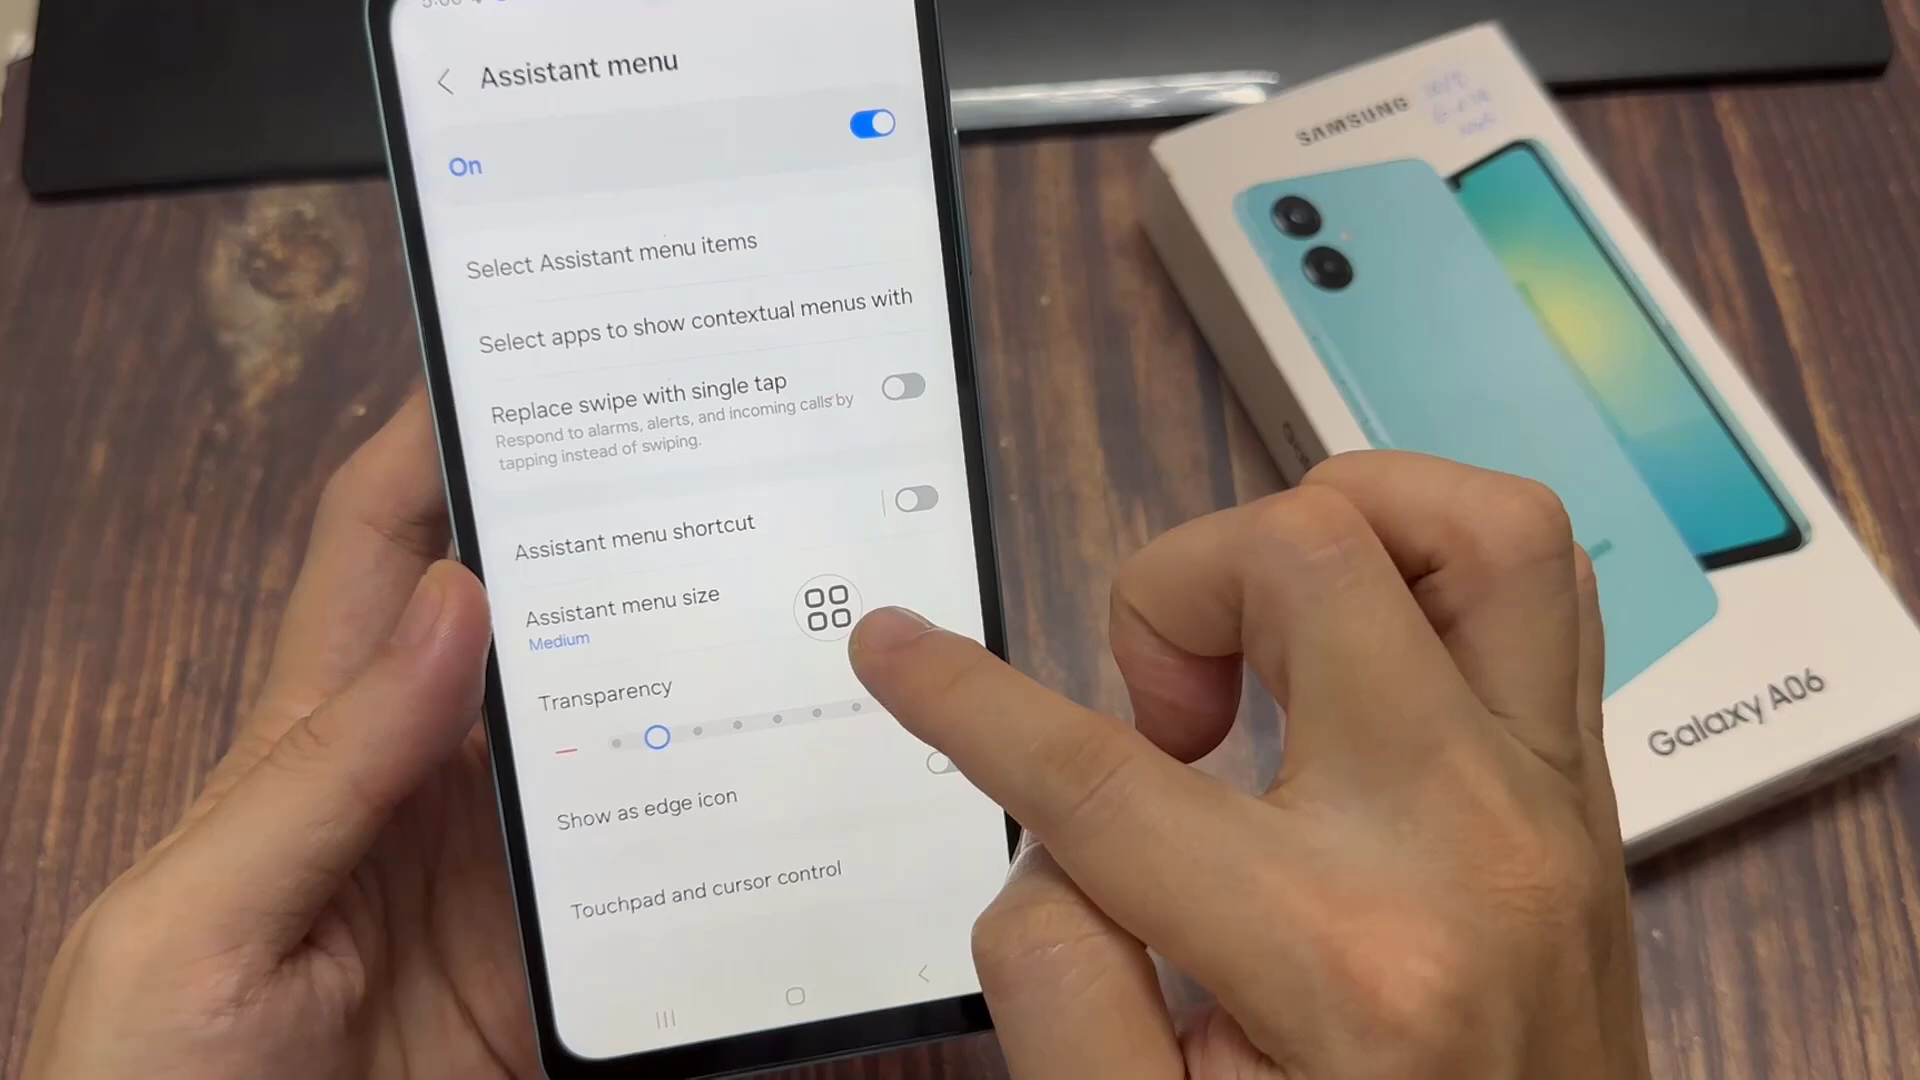 Assistant menu
On
Select Assistant menu items
Select apps to show contextual menus with
Replace swipe with single tap
Respond to alarms, alerts, and incoming calls by
tapping instead of swiping.
Assistant menu shortcut
Assistant menu size
Medium
Transparency
Show as edge icon
Touchpad and cursor control
SAMSUNG
Galaxy A06